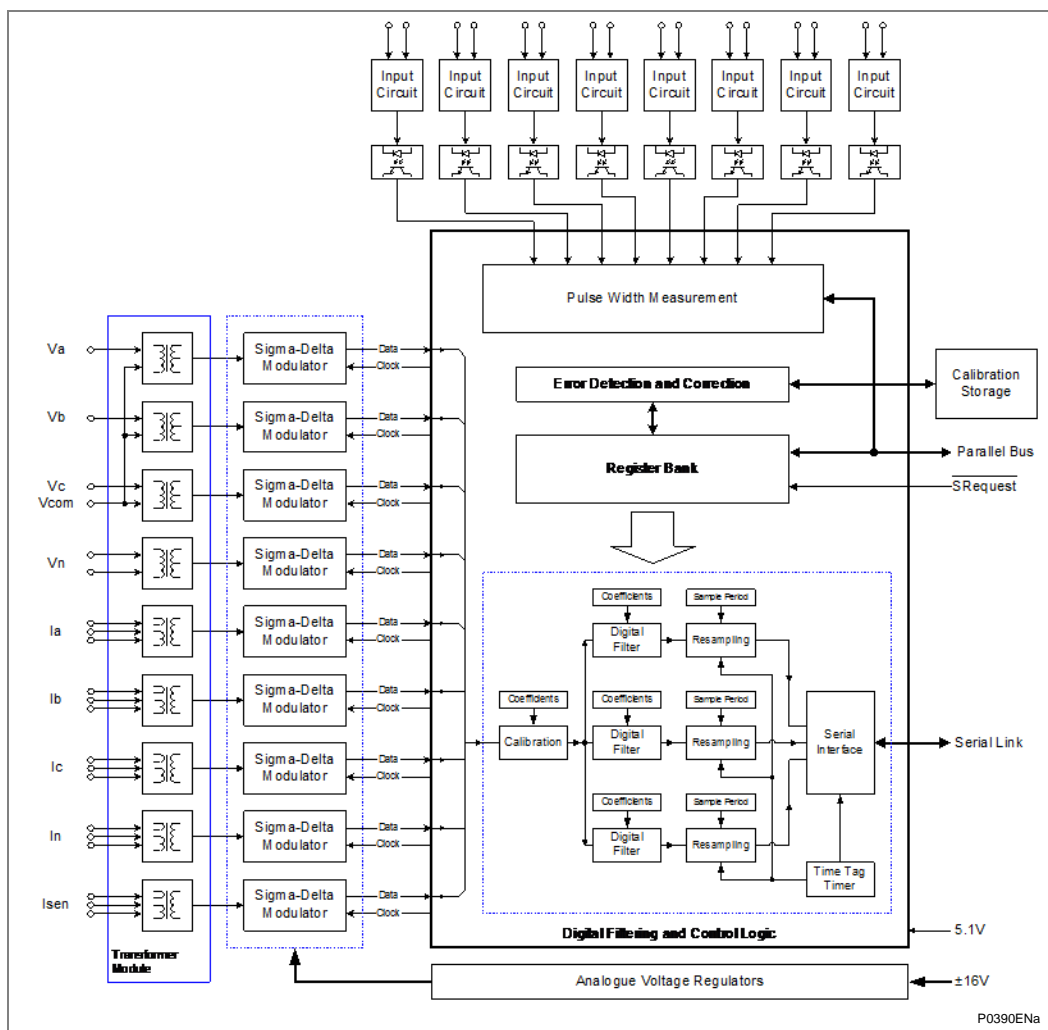 Input Circuit
Input Circuit
Input Circuit
Input Circuit
Input Circuit
Input Circuit
Input Circuit
Input Circuit
Pulse Width Measurement
Error Detection and Correction
Calibration Storage
Register Bank
Parallel Bus
SRequest
Va
Sigma-Delta Modulator
Data
Clock
Vb
Sigma-Delta Modulator
Data
Clock
Vc
Vcom
Sigma-Delta Modulator
Data
Clock
Vn
Sigma-Delta Modulator
Data
Clock
Ia
Sigma-Delta Modulator
Data
Clock
Ib
Sigma-Delta Modulator
Data
Clock
Ic
Sigma-Delta Modulator
Data
Clock
In
Sigma-Delta Modulator
Data
Clock
Isen
Sigma-Delta Modulator
Data
Clock
Transformer Module
Coefficients
Sample Period
Digital Filter
Resampling
Coefficients
Calibration
Coefficients
Sample Period
Digital Filter
Resampling
Serial Interface
Serial Link
Coefficients
Sample Period
Digital Filter
Resampling
Time Tag Timer
Digital Filtering and Control Logic
5.1V
Analogue Voltage Regulators
±16V
P0390ENa